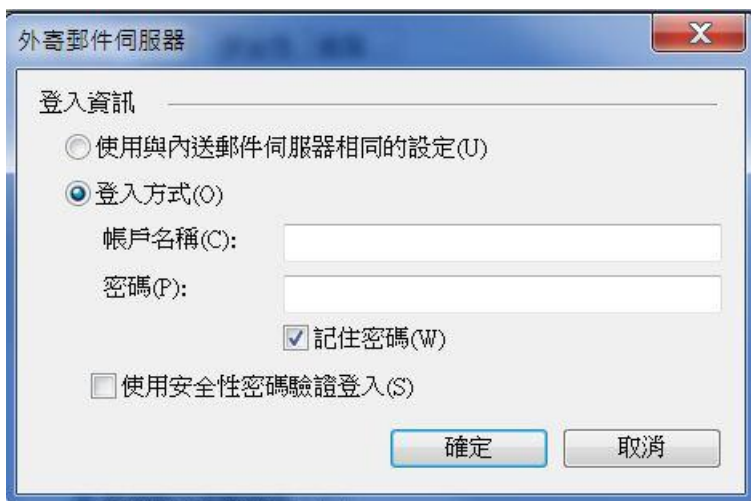 外寄郵件伺服器
登入資訊
使用與內送郵件伺服器相同的設定(U)
登入方式(O)
帳戶名稱(C):
密碼(P):
記住密碼(W)
使用安全性密碼驗證登入(S)
確定 取消